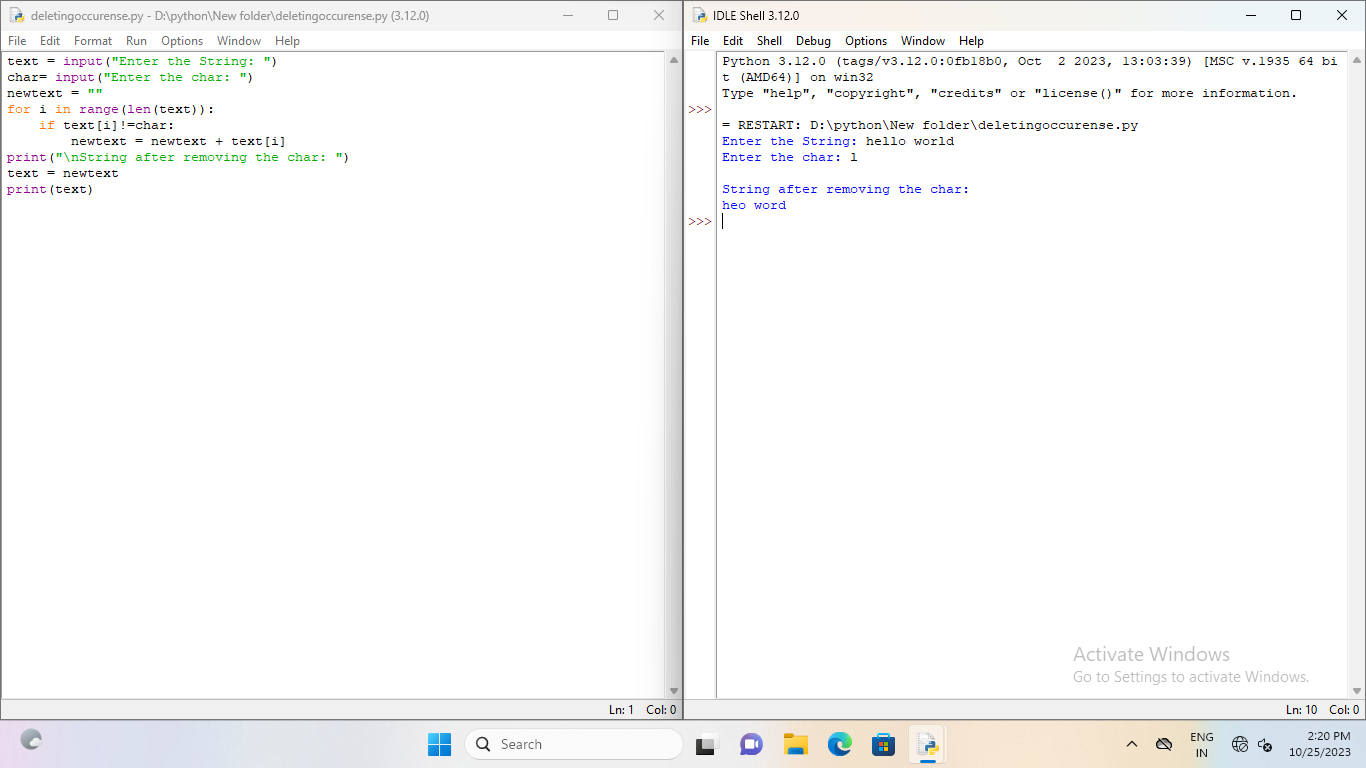 deletingoccurense.py - D:\python\New folder\deletingoccurense.py (3.12.0)
File Edit Format Run Options Window Help
text = input("Enter the String: ")
char= input("Enter the char: ")
newtext = ""
for i in range(len(text)):
    if text[i]!=char:
        newtext = newtext + text[i]
print("\nString after removing the char: ")
text = newtext
print(text)
Ln: 1 Col: 0
IDLE Shell 3.12.0
File Edit Shell Debug Options Window Help
Python 3.12.0 (tags/v3.12.0:0fb18b0, Oct  2 2023, 13:03:39) [MSC v.1935 64 bi
t (AMD64)] on win32
Type "help", "copyright", "credits" or "license()" for more information.
>>>
= RESTART: D:\python\New folder\deletingoccurense.py
Enter the String: hello world
Enter the char: l
String after removing the char:
heo word
>>>
Activate Windows
Go to Settings to activate Windows.
Ln: 10 Col: 0
Search
ENG
IN
2:20 PM
10/25/2023